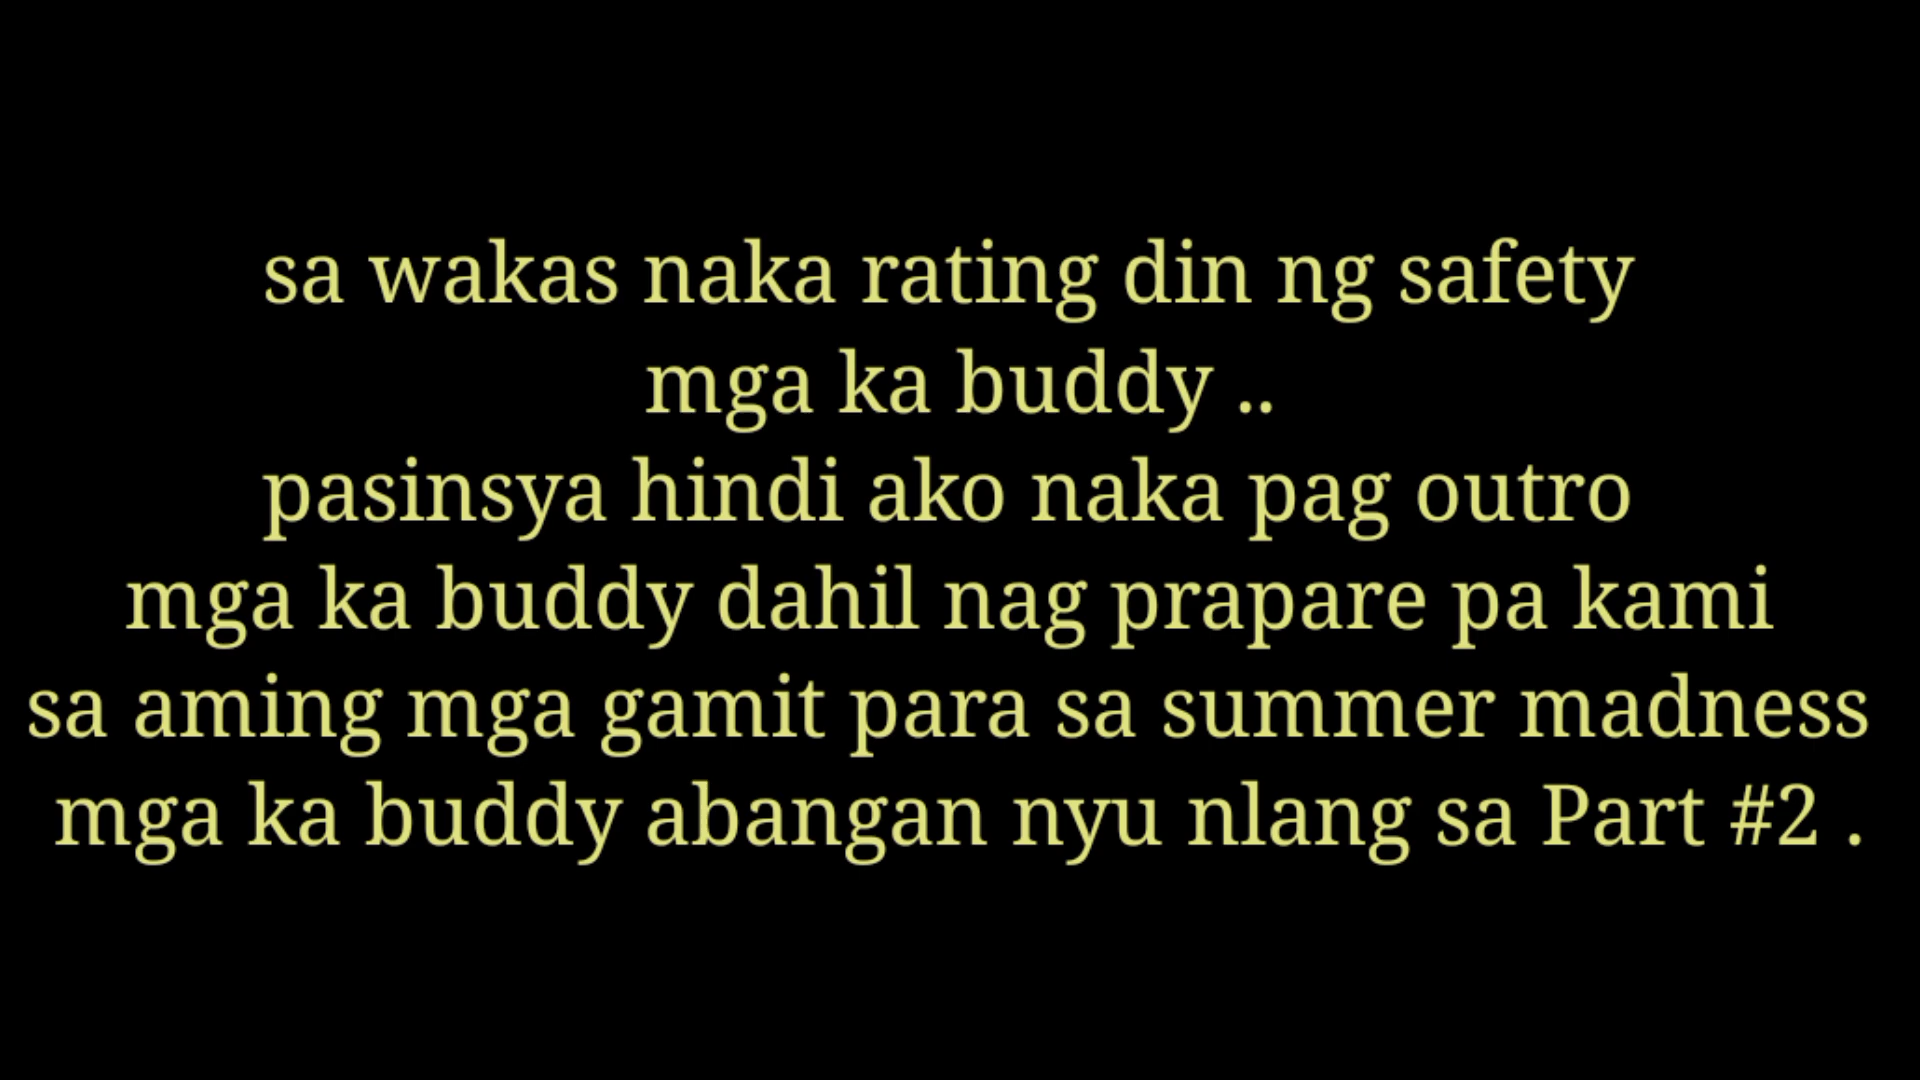 sa wakas naka rating din ng safety
mga ka buddy ..
pasinsya hindi ako naka pag outro
mga ka buddy dahil nag prapare pa kami
sa aming mga gamit para sa summer madness
mga ka buddy abangan nyu nlang sa Part #2 .